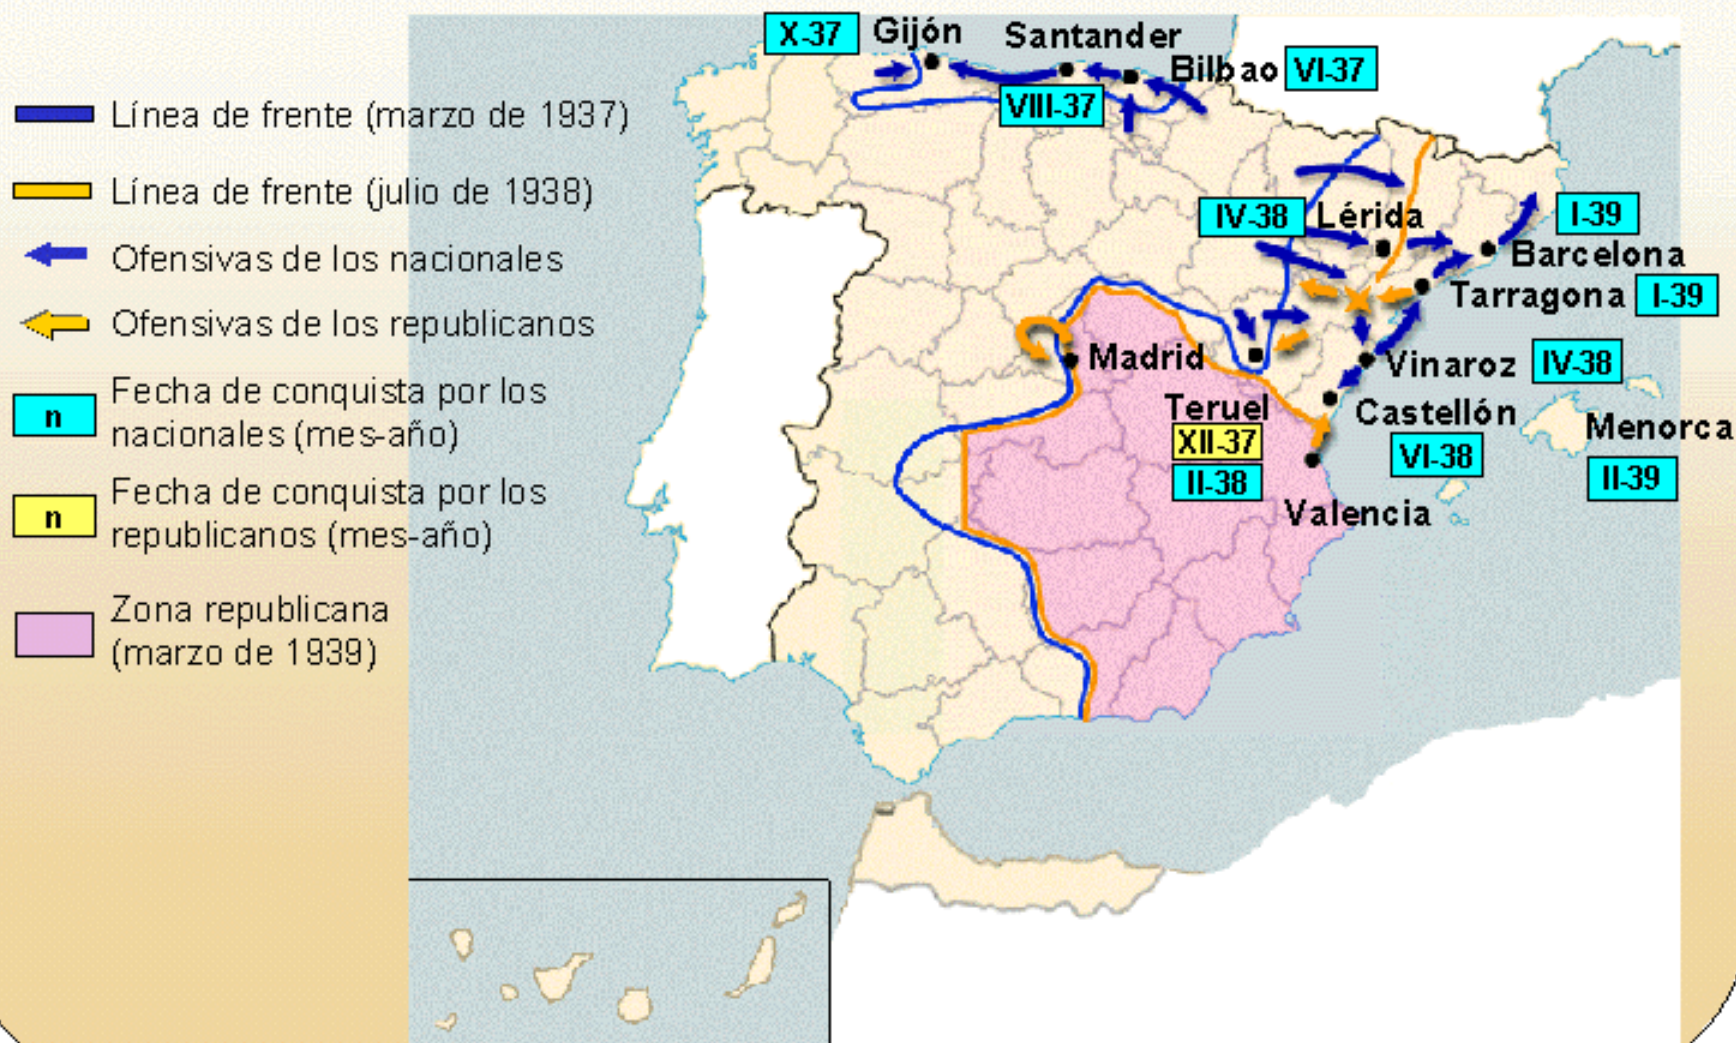 Línea de frente (marzo de 1937)
Línea de frente (julio de 1938)
Ofensivas de los nacionales
Ofensivas de los republicanos
n
Fecha de conquista por los
nacionales (mes-año)
n
Fecha de conquista por los
republicanos (mes-año)
Zona republicana
(marzo de 1939)
X-37
Gijón
Santander
VIII-37
Bilbao
VI-37
IV-38
Lérida
I-39
Barcelona
Tarragona
I-39
Madrid
Vinaroz
IV-38
Teruel
XII-37
II-38
Castellón
VI-38
Menorca
II-39
Valencia